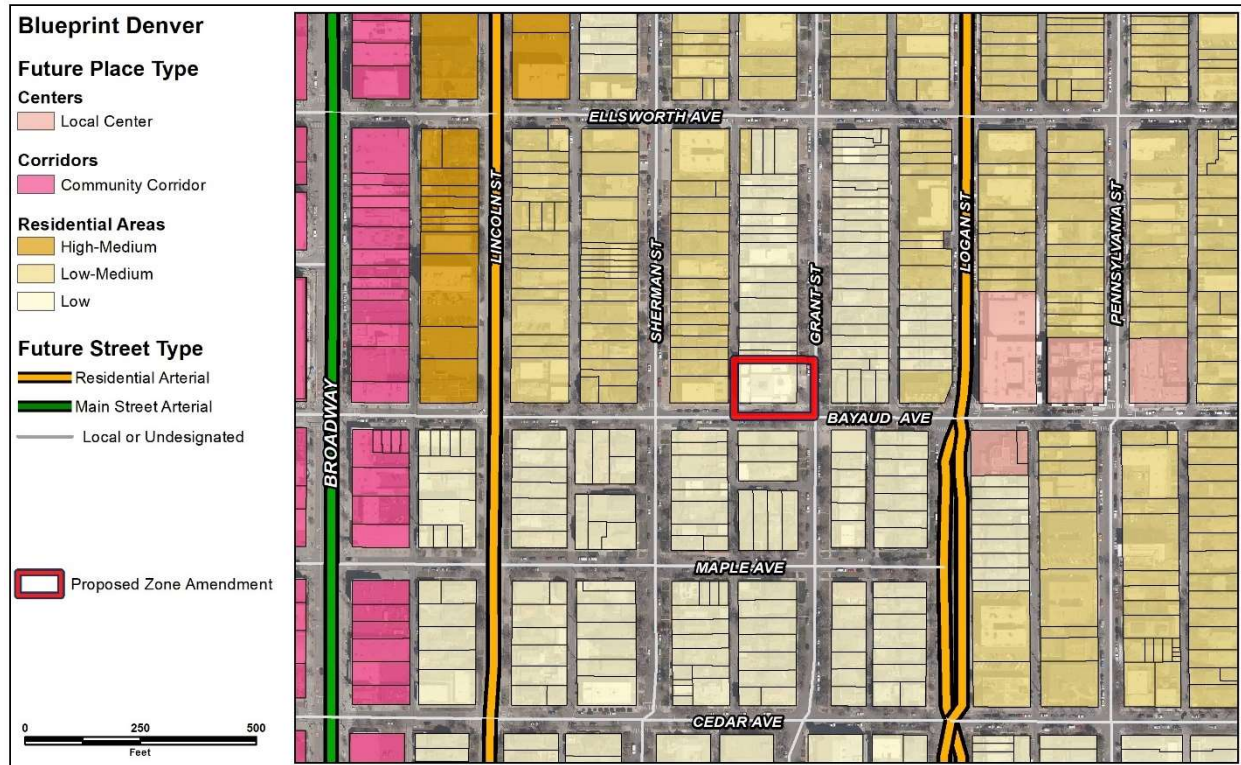 Blueprint Denver
Future Place Type
Centers
Local Center
Corridors
Community Corridor
Residential Areas
High-Medium
Low-Medium
Low
Future Street Type
Residential Arterial
Main Street Arterial
Local or Undesignated
Proposed Zone Amendment
0 250 500
Feet
ELLSWORTH AVE
LINCOLN ST
SHERMAN ST
GRANT ST
LOGAN ST
PENNSYLVANIA ST
BROADWAY
BAYAUD AVE
MAPLE AVE
CEDAR AVE